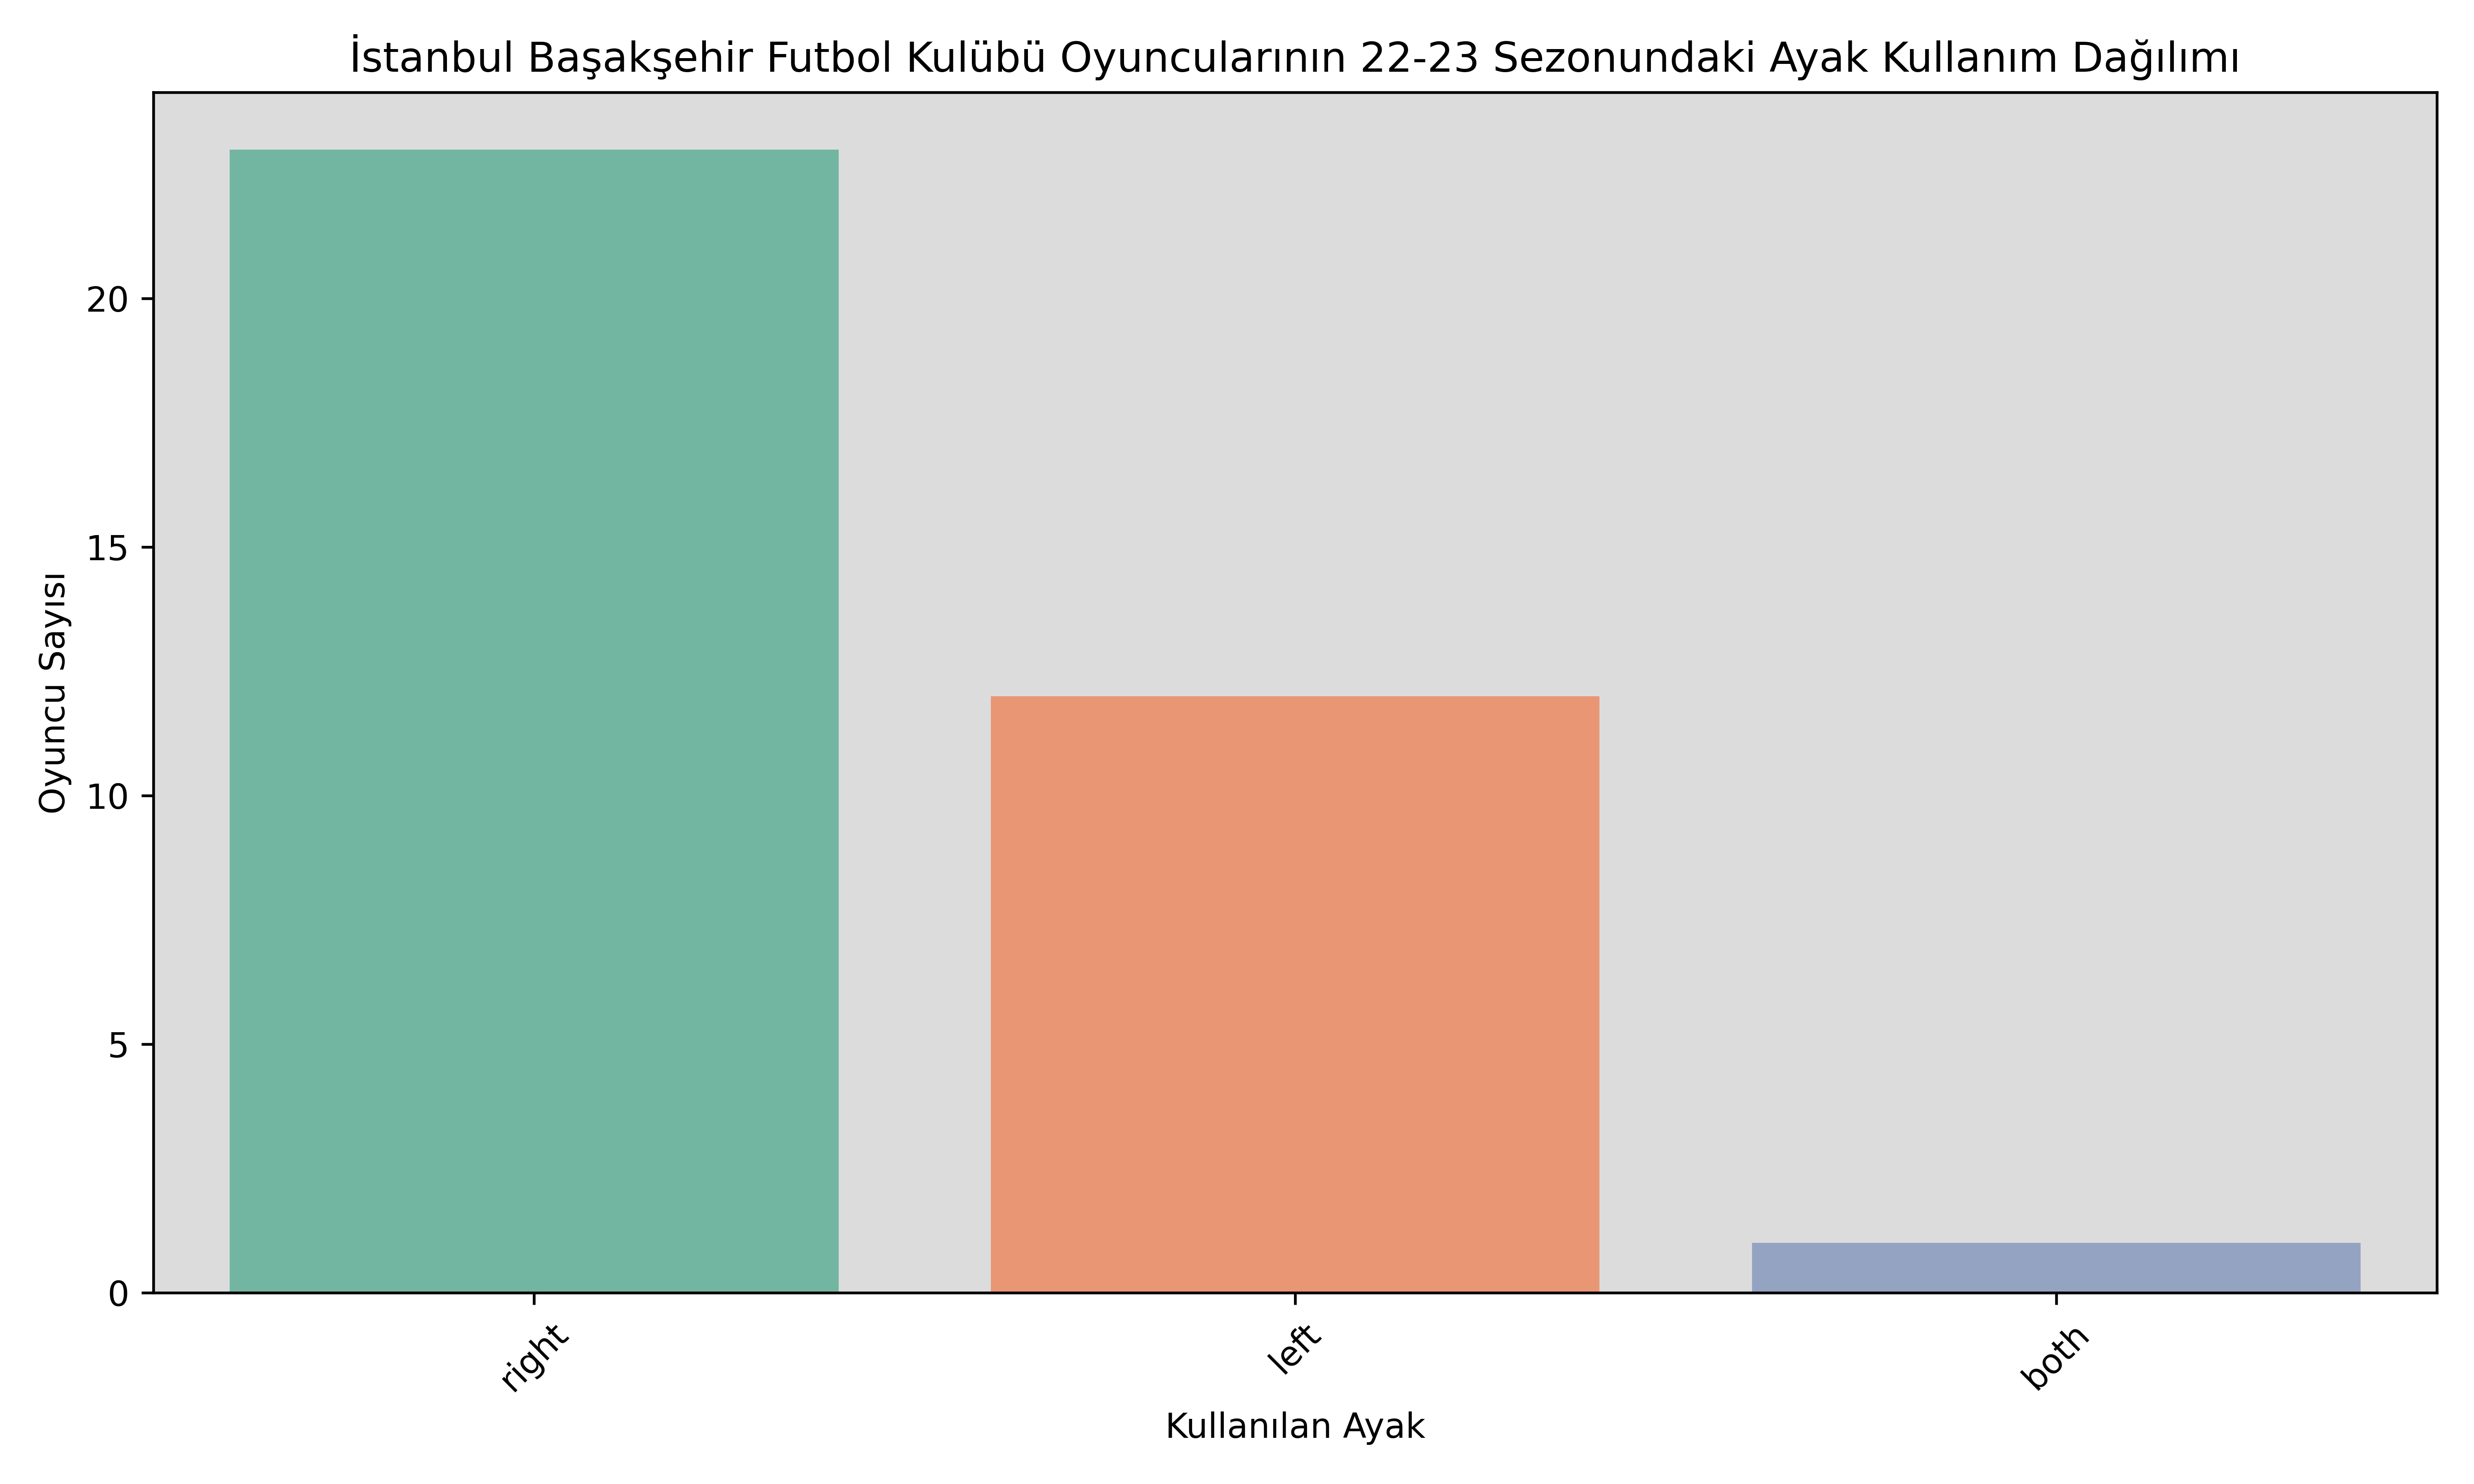 İstanbul Başakşehir Futbol Kulübü Oyuncularının 22-23 Sezonundaki Ayak Kullanım Dağılımı
Oyuncu Sayısı
20
15
10
5
0
right
left
both
Kullanılan Ayak